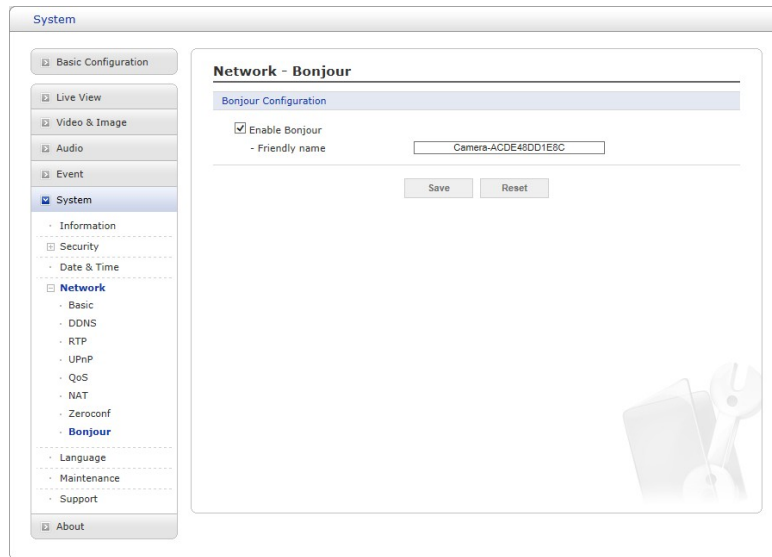 System
Basic Configuration
Live View
Video & Image
Audio
Event
System
Information
Security
Date & Time
Network
Basic
DDNS
RTP
UPnP
QoS
NAT
Zeroconf
Bonjour
Language
Maintenance
Support
About
Network - Bonjour
Bonjour Configuration
Enable Bonjour
- Friendly name Camera-ACDE48DD1E8C
Save Reset